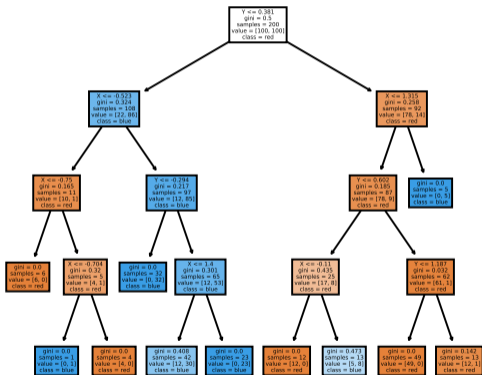 Y <= 0.381
gini = 0.5
samples = 200
value = [100, 100]
class = red
X <= -0.523
gini = 0.324
samples = 108
value = [22, 86]
class = blue
X <= 1.315
gini = 0.258
samples = 92
value = [78, 14]
class = red
X <= -0.75
gini = 0.165
samples = 11
value = [10, 1]
class = red
Y <= -0.294
gini = 0.217
samples = 97
value = [12, 85]
class = blue
Y <= 0.602
gini = 0.185
samples = 87
value = [78, 9]
class = red
gini = 0.0
samples = 5
value = [0, 5]
class = blue
gini = 0.0
samples = 6
value = [6, 0]
class = red
X <= -0.704
gini = 0.32
samples = 5
value = [4, 1]
class = red
gini = 0.0
samples = 32
value = [0, 32]
class = blue
X <= 1.4
gini = 0.301
samples = 65
value = [12, 53]
class = blue
X <= -0.11
gini = 0.435
samples = 25
value = [17, 8]
class = red
Y <= 1.187
gini = 0.032
samples = 62
value = [61, 1]
class = red
gini = 0.0
samples = 1
value = [0, 1]
class = blue
gini = 0.0
samples = 4
value = [4, 0]
class = red
gini = 0.408
samples = 42
value = [12, 30]
class = blue
gini = 0.0
samples = 23
value = [0, 23]
class = blue
gini = 0.0
samples = 12
value = [12, 0]
class = red
gini = 0.473
samples = 13
value = [5, 8]
class = blue
gini = 0.0
samples = 49
value = [49, 0]
class = red
gini = 0.142
samples = 13
value = [12, 1]
class = red